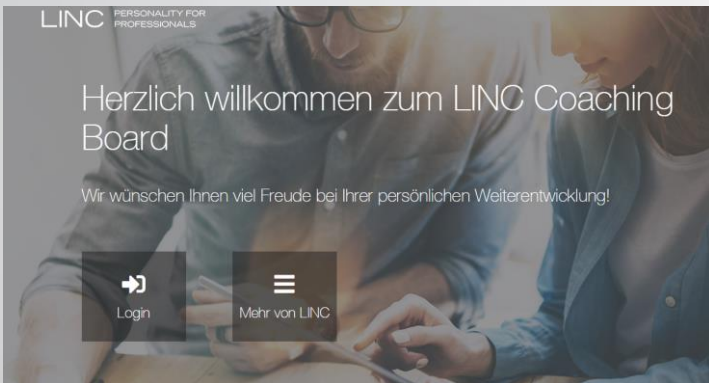 LINC PERSONALITY FOR
PROFESSIONALS
Herzlich willkommen zum LINC Coaching
Board
Wir wünschen Ihnen viel Freude bei Ihrer persönlichen Weiterentwicklung!
Login Mehr von LINC